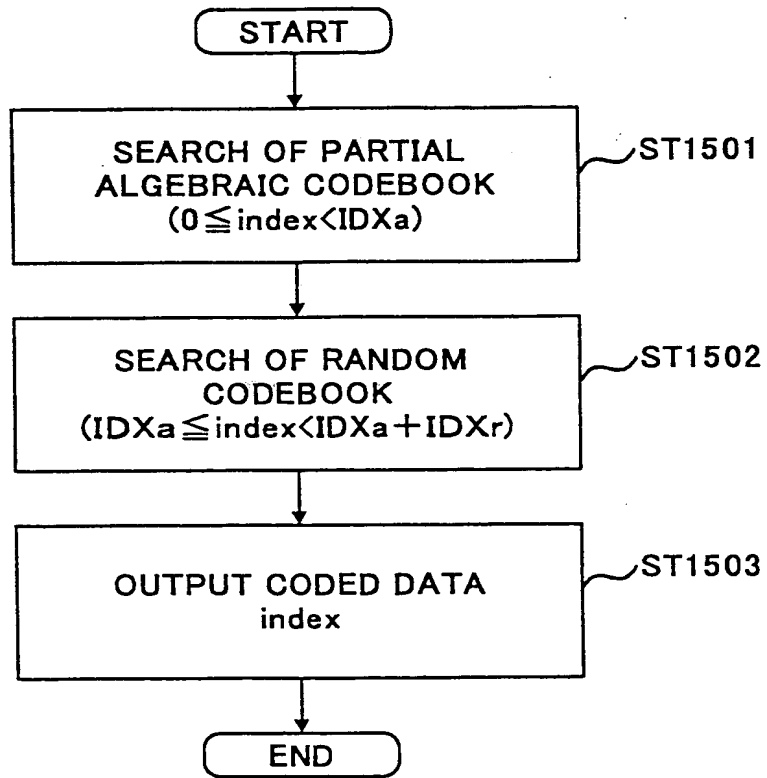 START
SEARCH OF PARTIAL
ALGEBRAIC CODEBOOK
(0≦index<IDXa)
ST1501
SEARCH OF RANDOM
CODEBOOK
(IDXa≦index<IDXa+IDXr)
ST1502
OUTPUT CODED DATA
index
ST1503
END